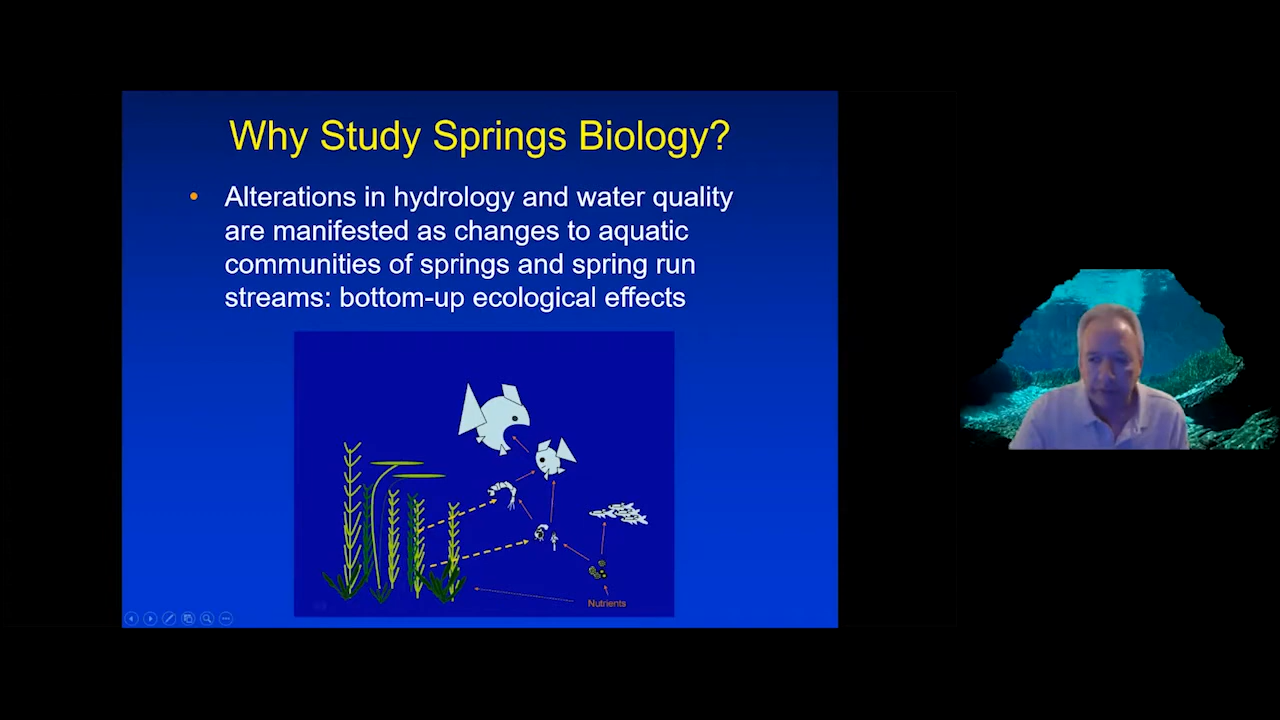 Why Study Springs Biology?
• Alterations in hydrology and water quality
are manifested as changes to aquatic
communities of springs and spring run
streams: bottom-up ecological effects
Nutrients